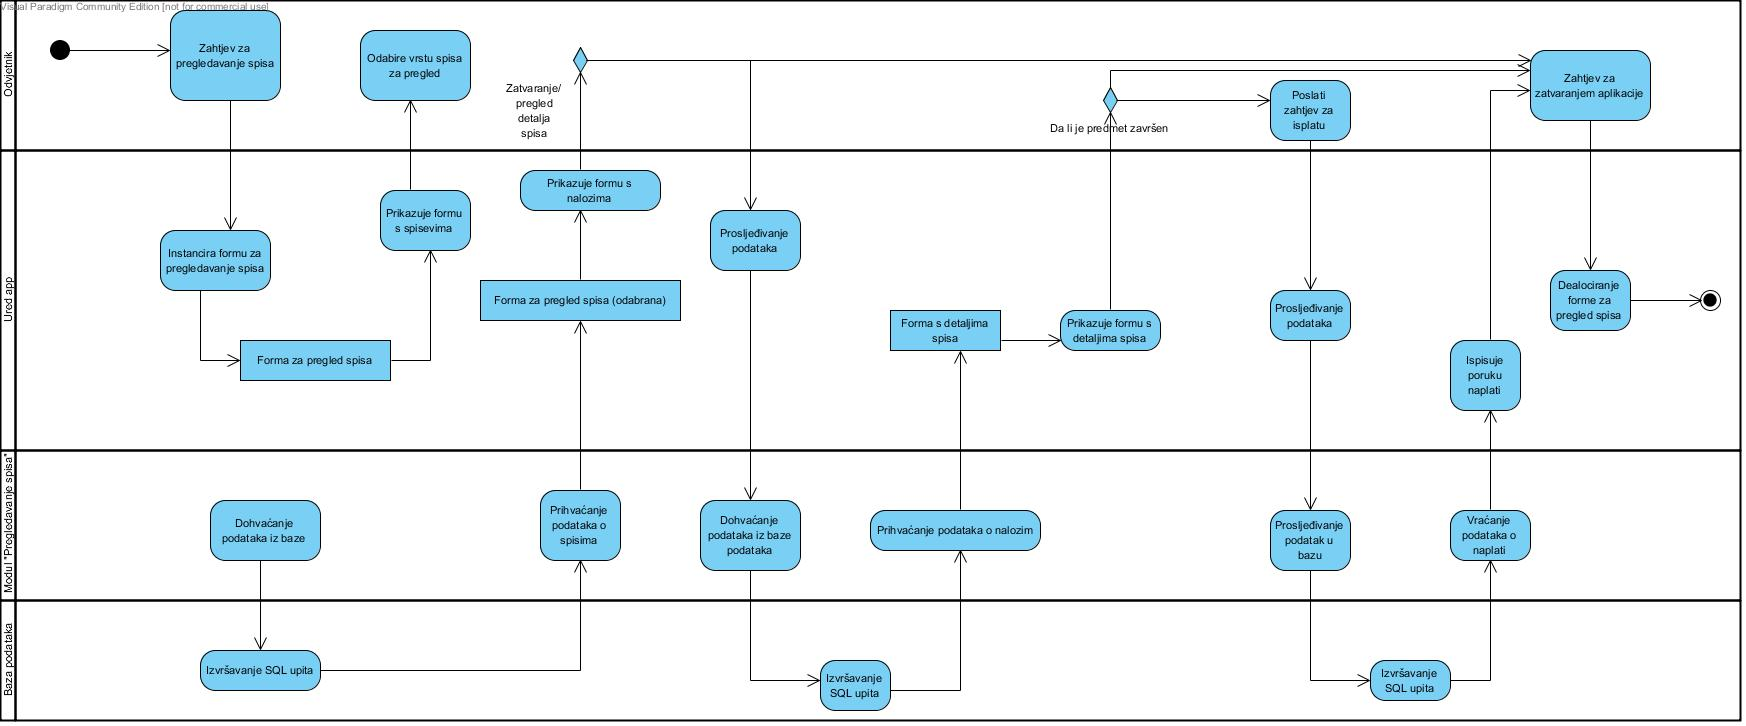 Visual Paradigm Community Edition [not for commercial use]
Odvjetnik
Zahtjev za
pregledavanje spisa
Odabire vrstu spisa
za pregled
Zatvaranje/
pregled
detalja
spisa
Da li je predmet završen
Poslati
zahtjev za
isplatu
Zahtjev za
zatvaranjem aplikacije
Ured app
Instancira formu za
pregledavanje spisa
Forma za pregled spisa
Prikazuje formu
s spisevima
Prikazuje formu s
nalozima
Forma za pregled spisa (odabrana)
Prosljeđivanje
podataka
Forma s detaljima
spisa
Prikazuje formu s
detaljima spisa
Prosljeđivanje
podataka
Ispisuje
poruku
naplati
Dealociranje
forme za
pregled spisa
Modul "Pregledavanje spisa"
Dohvaćanje
podataka iz baze
Prihvaćanje
podataka o
spisima
Dohvaćanje
podataka iz baze
podataka
Prihvaćanje podataka o nalozim
Prosljeđivanje
podatak u
bazu
Vraćanje
podataka o
naplati
Baza podataka
Izvršavanje SQL upita
Izvršavanje
SQL upita
Izvršavanje
SQL upita